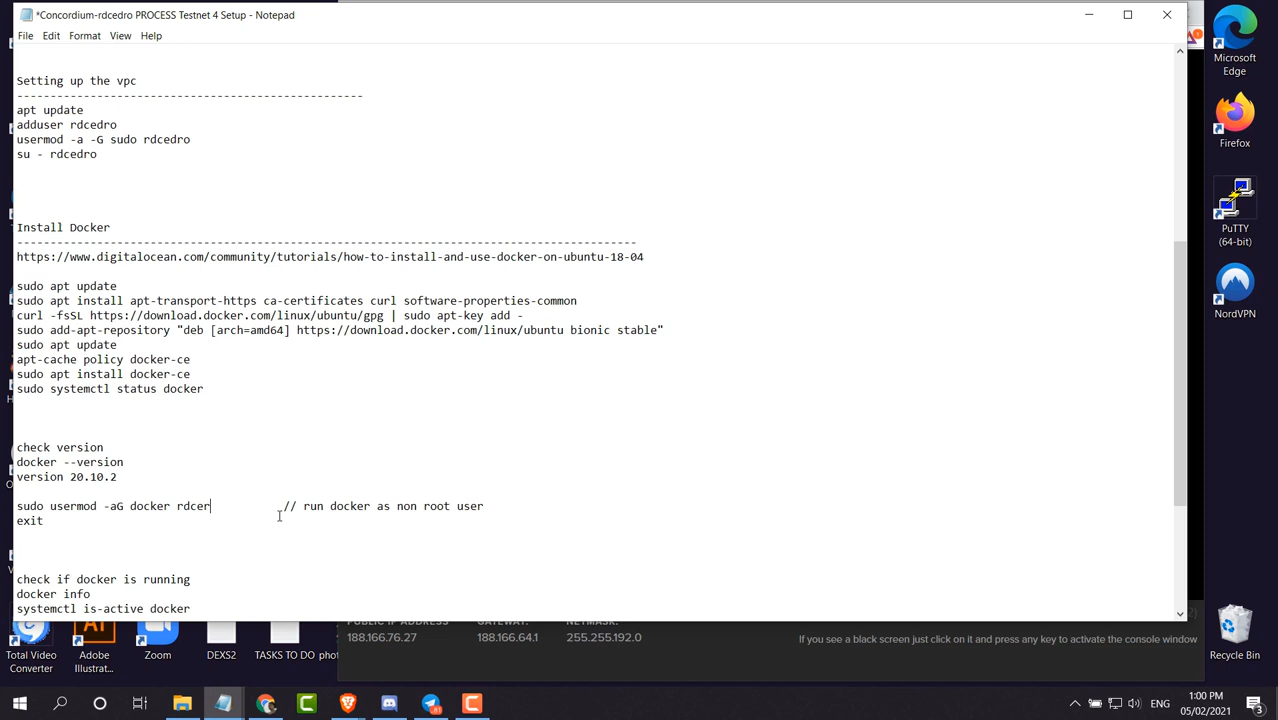 *Concordium-rdcedro PROCESS Testnet 4 Setup - Notepad
File Edit Format View Help
Setting up the vpc
----------------------------------------------------
apt update
adduser rdcedro
usermod -a -G sudo rdcedro
su - rdcedro
Install Docker
---------------------------------------------------------------------------------------------
https://www.digitalocean.com/community/tutorials/how-to-install-and-use-docker-on-ubuntu-18-04
sudo apt update
sudo apt install apt-transport-https ca-certificates curl software-properties-common
curl -fsSL https://download.docker.com/linux/ubuntu/gpg | sudo apt-key add -
sudo add-apt-repository "deb [arch=amd64] https://download.docker.com/linux/ubuntu bionic stable"
sudo apt update
apt-cache policy docker-ce
sudo apt install docker-ce
sudo systemctl status docker
check version
docker --version
version 20.10.2
sudo usermod -aG docker rdcer // run docker as non root user
exit
check if docker is running
docker info
systemctl is-active docker
PUBLIC IP ADDRESS GATEWAY: NETMASK:
188.166.76.27 188.166.64.1 255.255.192.0
If you see a black screen just click on it and press any key to activate the console window
Microsoft
Edge
Firefox
PuTTY
(64-bit)
NordVPN
Recycle Bin
Total Video
Converter
Adobe
Illustrat...
Zoom
DEXS2
TASKS TO DO
phot
ENG
1:00 PM
05/02/2021
3